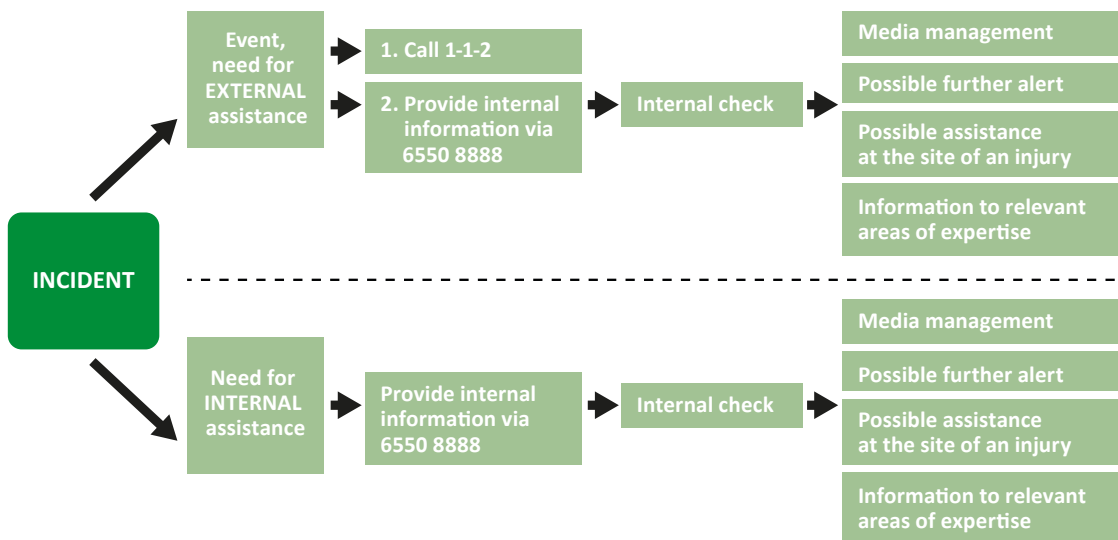 Event,
need for
EXTERNAL
assistance
1. Call 1-1-2
2. Provide internal
information via
6550 8888
Internal check
Media management
Possible further alert
Possible assistance
at the site of an injury
Information to relevant
areas of expertise
INCIDENT
Need for
INTERNAL
assistance
Provide internal
information via
6550 8888
Internal check
Media management
Possible further alert
Possible assistance
at the site of an injury
Information to relevant
areas of expertise